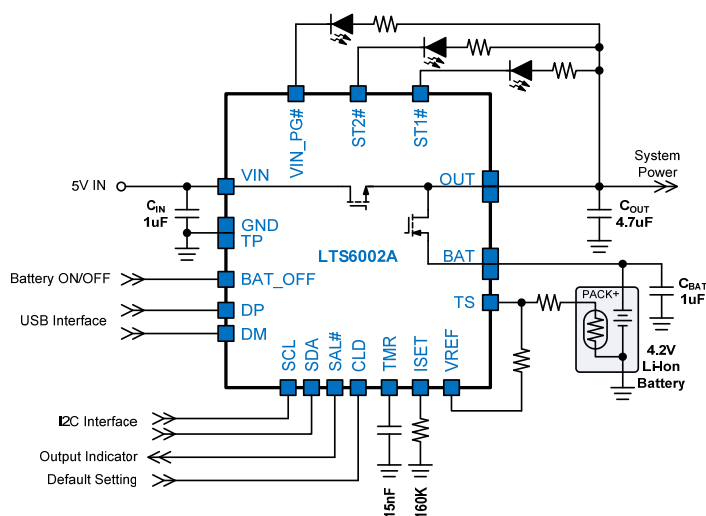 VIN_PG#
ST2#
ST1#
System
Power
5V IN
VIN
OUT
CIN
1uF
COUT
4.7uF
GND
TP
LTS6002A
BAT
Battery ON/OFF
BAT_OFF
TS
PACK+
CBAT
1uF
USB Interface
DP
DM
4.2V
Li-Ion
Battery
SCL
SDA
SAL#
CLD
TMR
ISET
VREF
I2C Interface
Output Indicator
Default Setting
15nF
160K